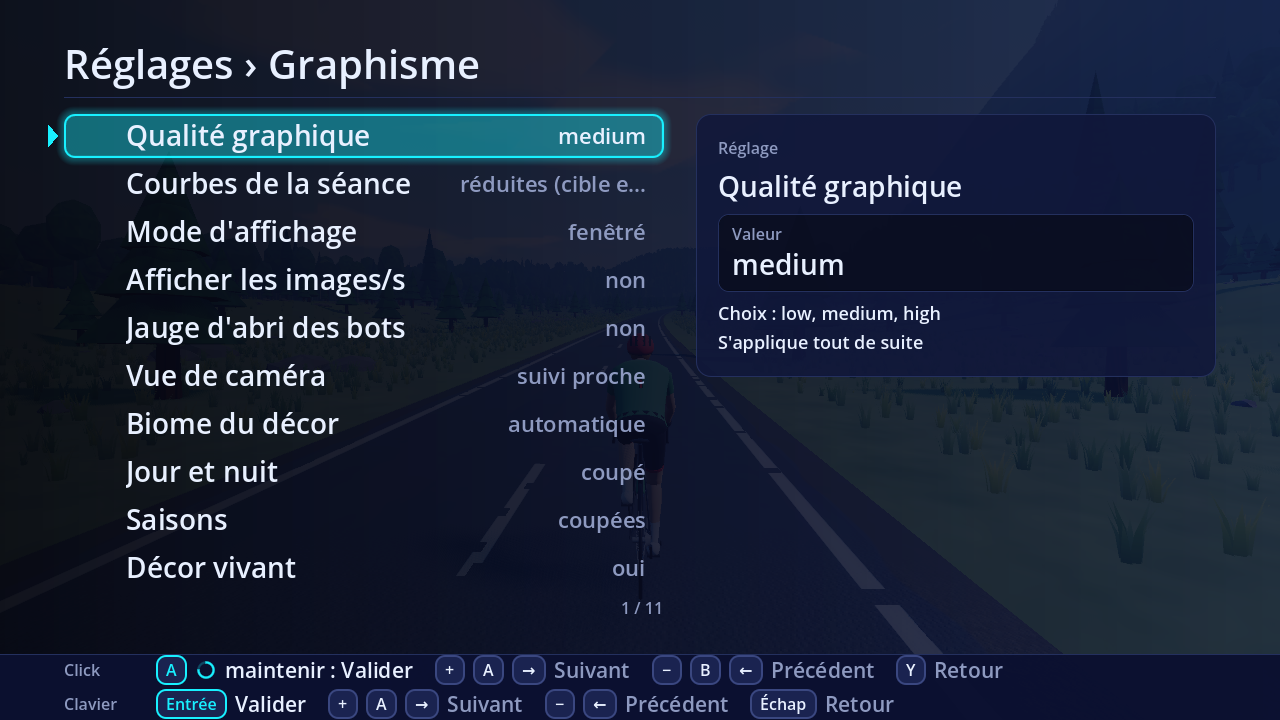 Réglages › Graphisme
Qualité graphique medium
Courbes de la séance réduites (cible e...
Mode d'affichage fenêtré
Afficher les images/s non
Jauge d'abri des bots non
Vue de caméra suivi proche
Biome du décor automatique
Jour et nuit coupé
Saisons coupées
Décor vivant oui
1 / 11
Réglage
Qualité graphique
Valeur
medium
Choix : low, medium, high
S'applique tout de suite
Click A maintenir : Valider + A → Suivant − B ← Précédent Y Retour
Clavier Entrée Valider + A → Suivant − ← Précédent Échap Retour